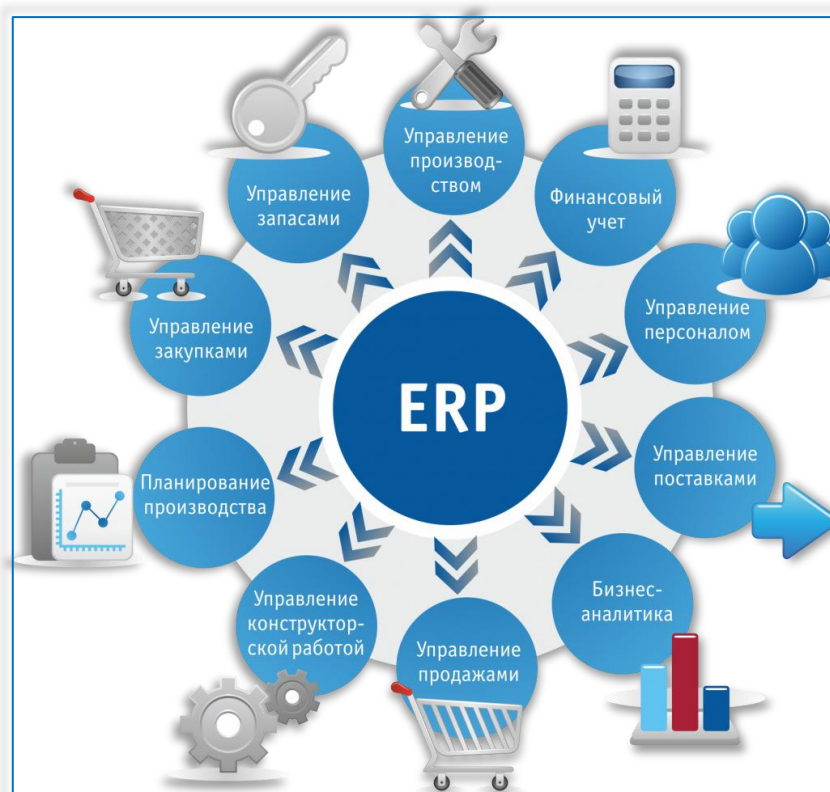 Управление
производ-
ством
Финансовый
учет
Управление
персоналом
Управление
поставками
Бизнес-
аналитика
Управление
продажами
Управление
конструктор-
ской работой
Планирование
производства
Управление
закупками
Управление
запасами
ERP